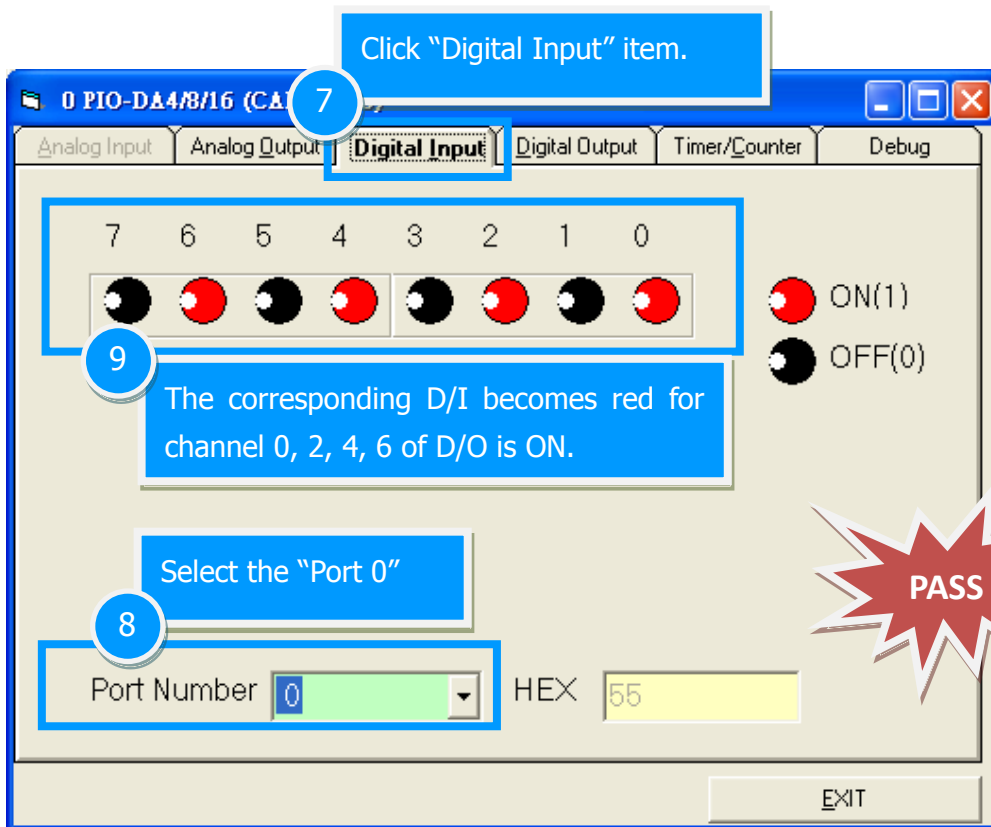 Click “Digital Input” item.
7
0 PIO-DA4/8/16
Analog Input Analog Output Digital Input Digital Output Timer/Counter Debug
7 6 5 4 3 2 1 0
ON(1)
OFF(0)
9
The corresponding D/I becomes red for
channel 0, 2, 4, 6 of D/O is ON.
Select the “Port 0”
8
PASS
Port Number 0 HEX 55
EXIT